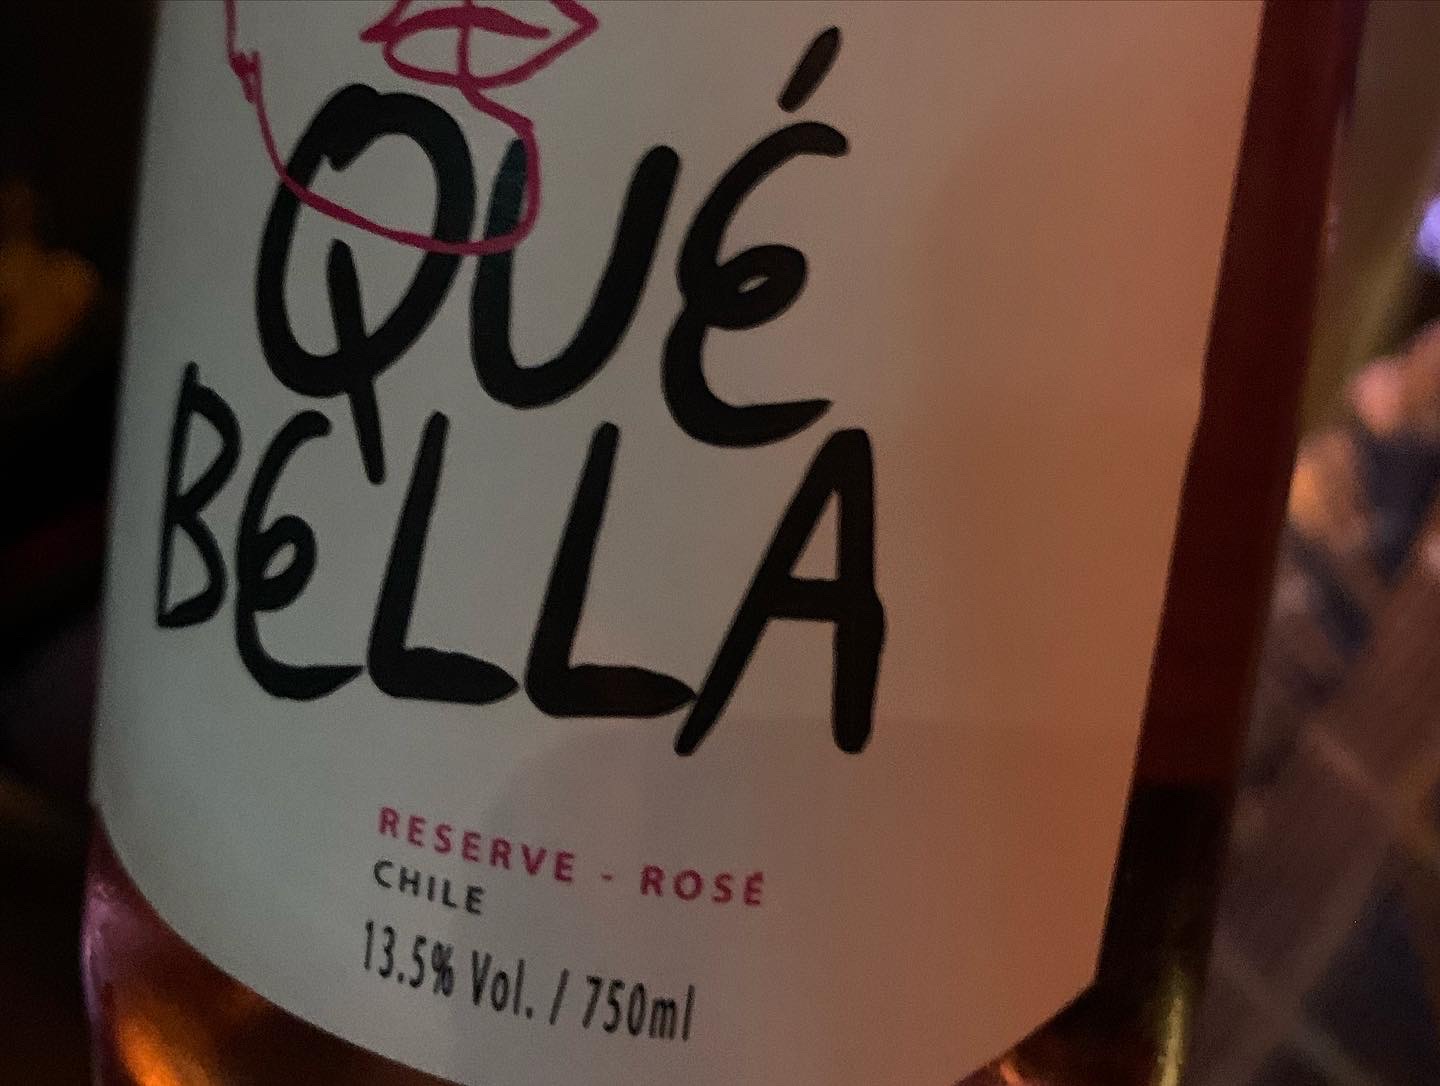 QUÉ
BELLA
RESERVE - ROSÉ
CHILE
13.5% Vol. / 750ml